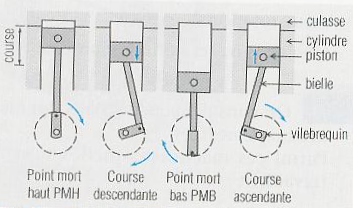 course
culasse
cylindre
piston
bielle
vilebrequin
Point mort
haut PMH
Course
descendante
Point mort
bas PMB
Course
ascendante